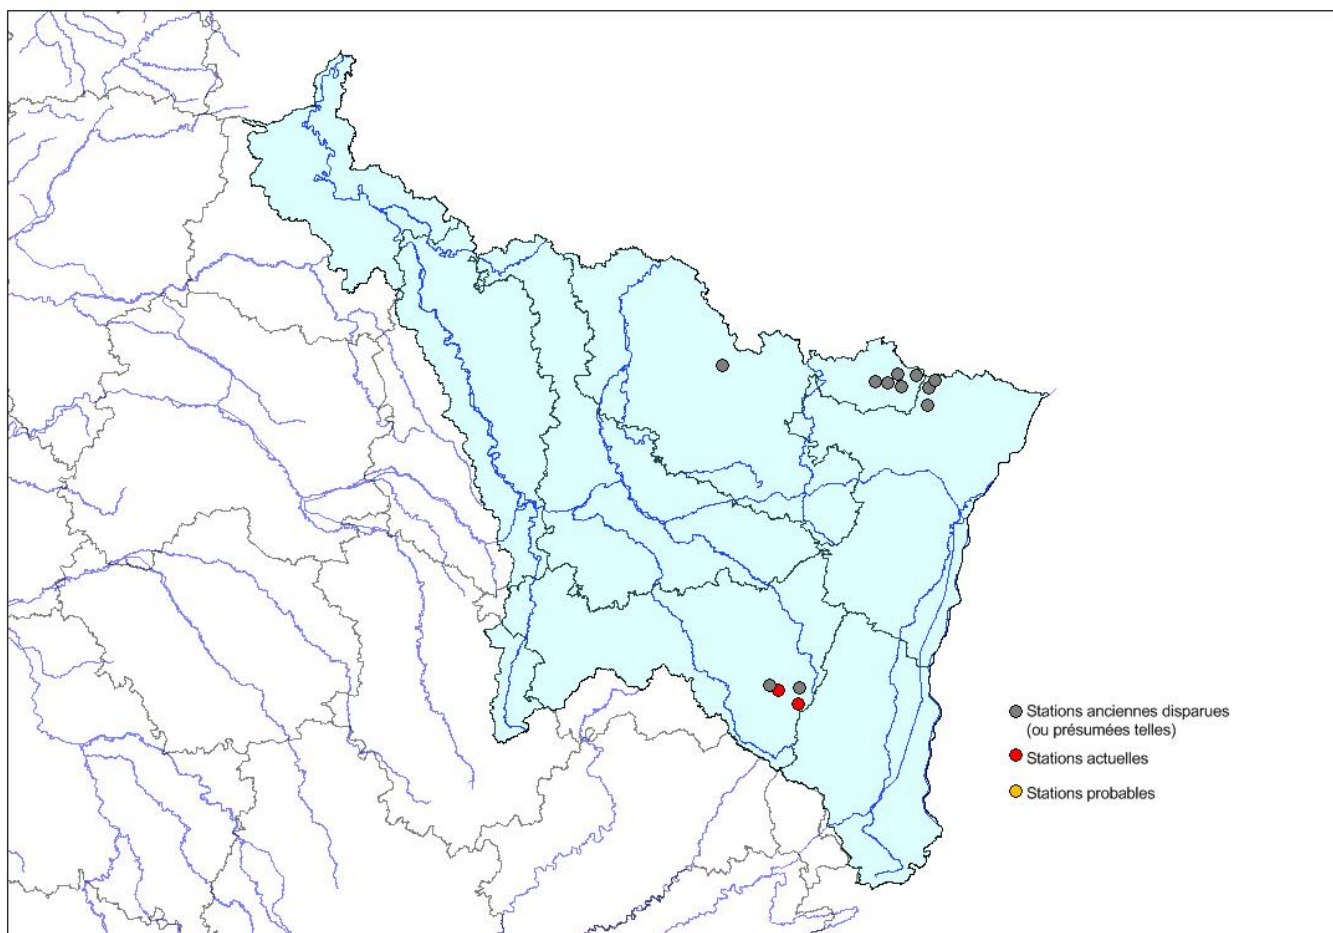 Stations anciennes disparues
(ou présumées telles)
Stations actuelles
Stations probables